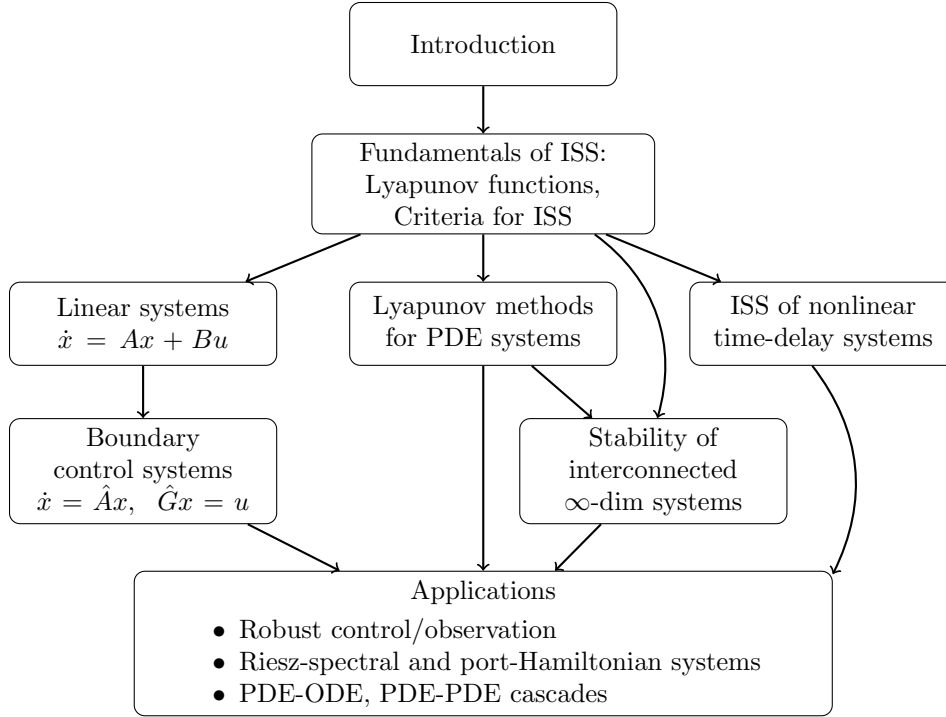 Introduction
Fundamentals of ISS:
Lyapunov functions,
Criteria for ISS
Linear systems
ẋ = Ax + Bu
Lyapunov methods
for PDE systems
ISS of nonlinear
time-delay systems
Boundary
control systems
ẋ = Âx, Ĝx = u
Stability of
interconnected
∞-dim systems
Applications
• Robust control/observation
• Riesz-spectral and port-Hamiltonian systems
• PDE-ODE, PDE-PDE cascades